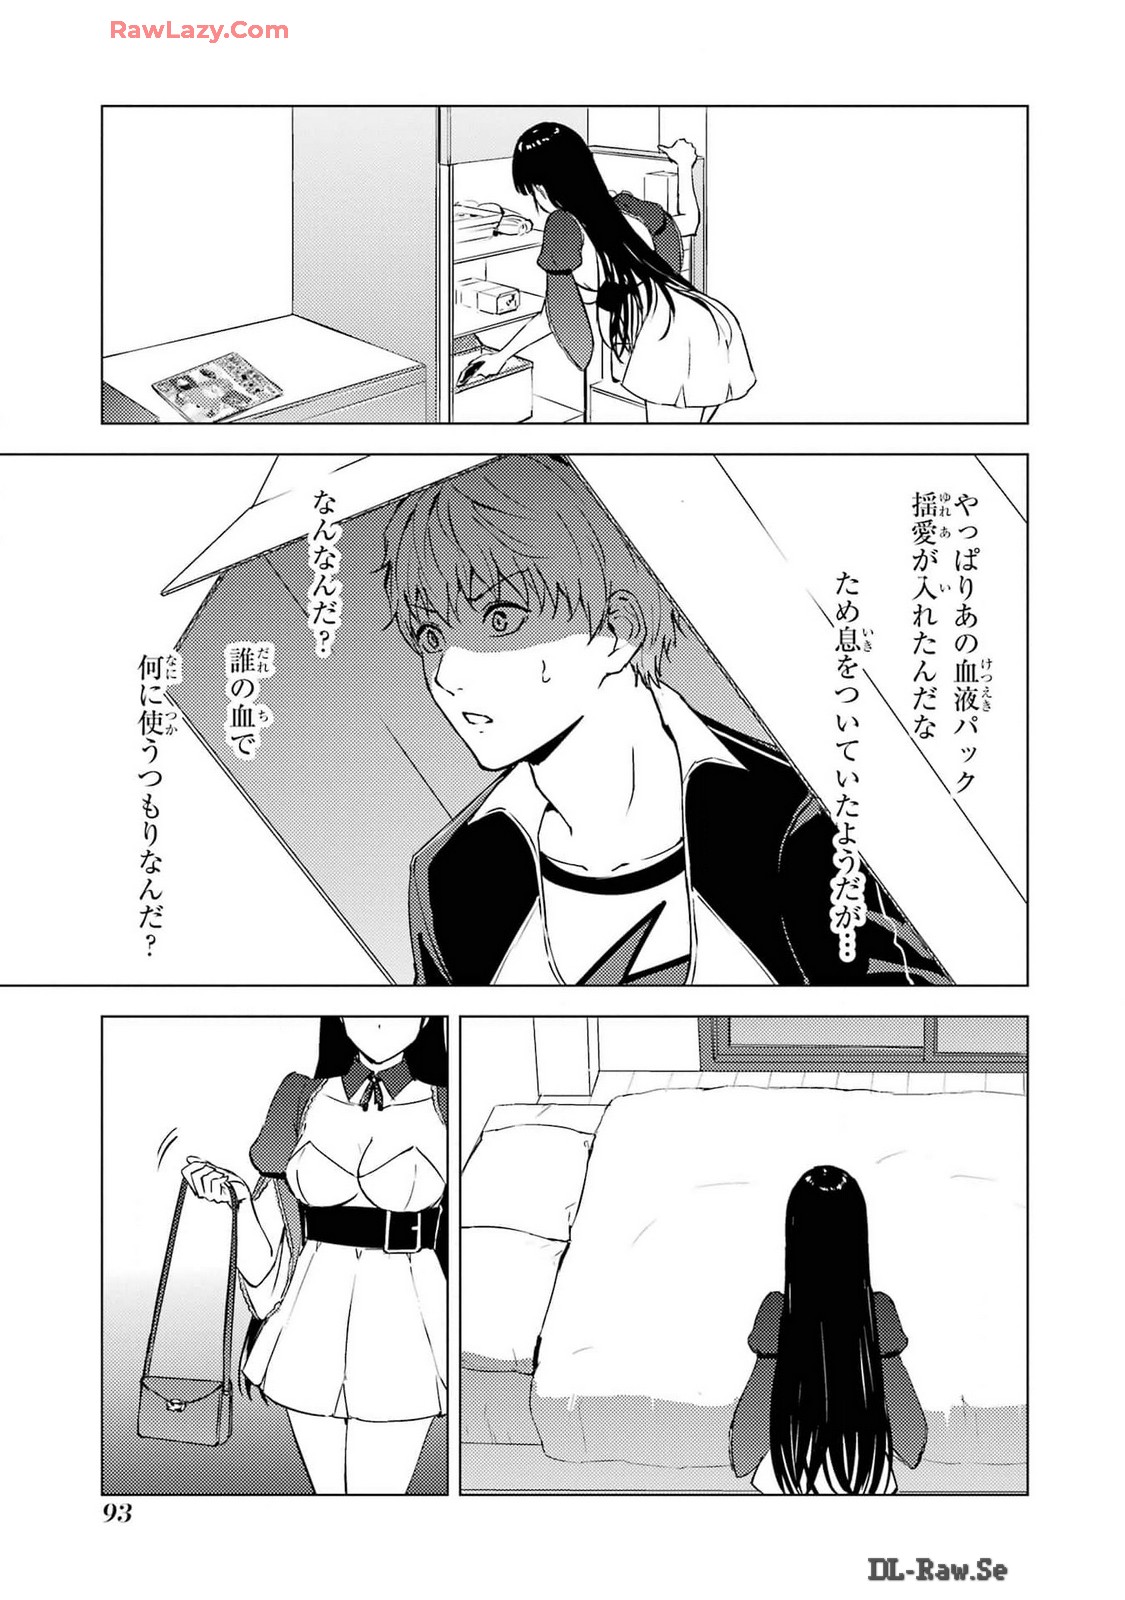 RawLazy.Com
やっぱりあの血液パック
揺愛が入れたんだな
ため息をついていたようだが…
なんなんだ?
誰の血で
何に使うつもりなんだ?
93
DL-Raw.Se